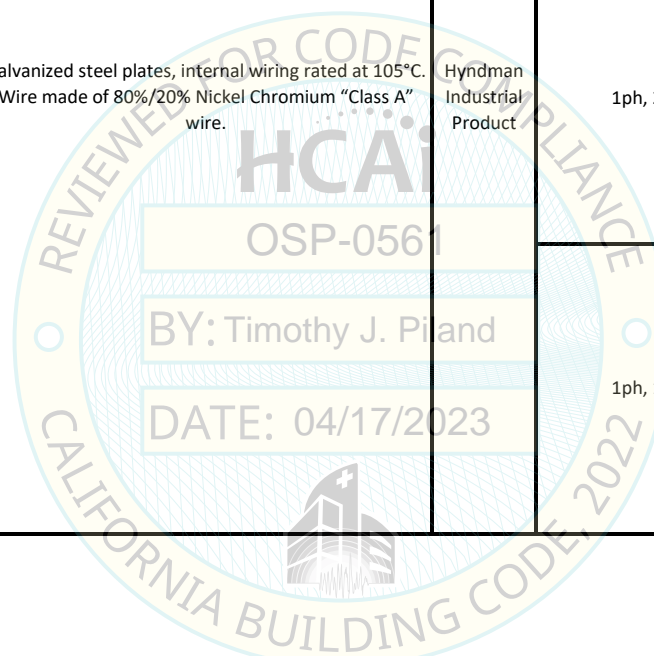 alvanized steel plates, internal wiring rated at 105°C.
Wire made of 80%/20% Nickel Chromium “Class A”
wire.
Hyndman
Industrial
Product
1ph,
1ph,
REVIEWED FOR CODE COMPLIANCE
HCAi
OSP-0561
BY: Timothy J. Piland
DATE: 04/17/2023
CALIFORNIA BUILDING CODE, 2022